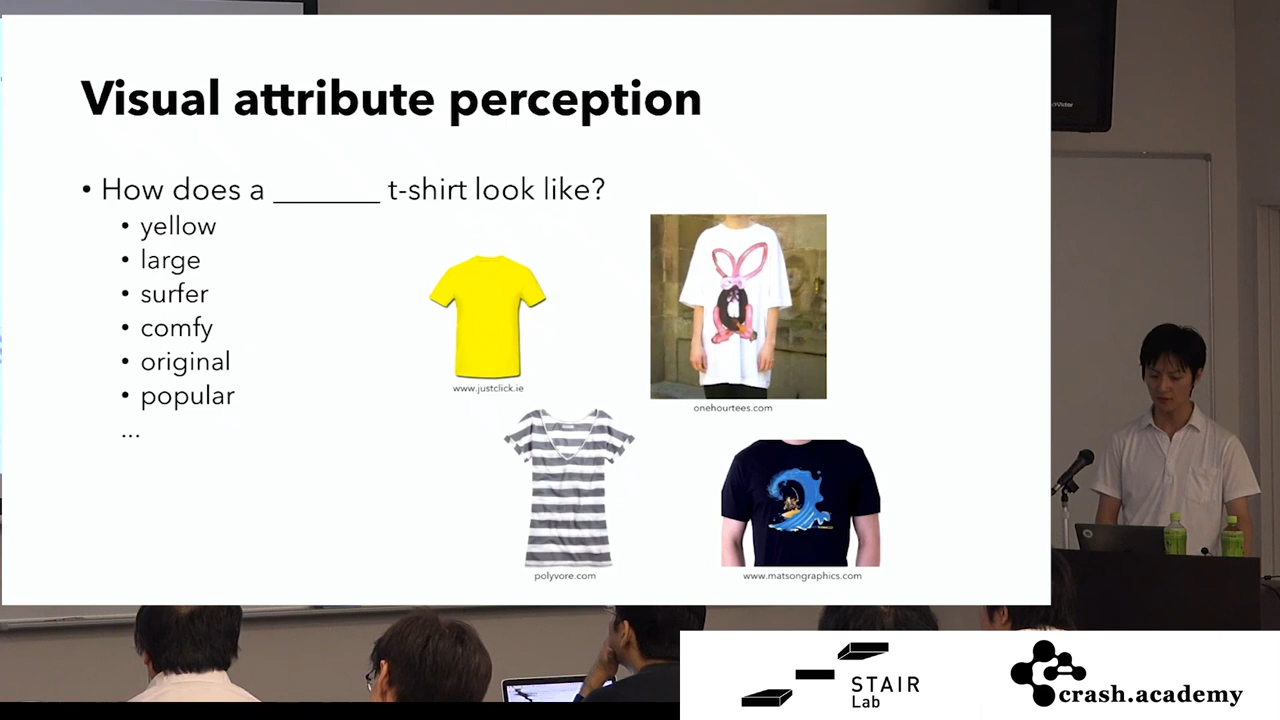 Visual attribute perception
• How does a _______ t-shirt look like?
• yellow
• large
• surfer
• comfy
• original
• popular
...
www.justclick.ie
onehourtees.com
polyvore.com
www.matsongraphics.com
STAIR
Lab
crash.academy